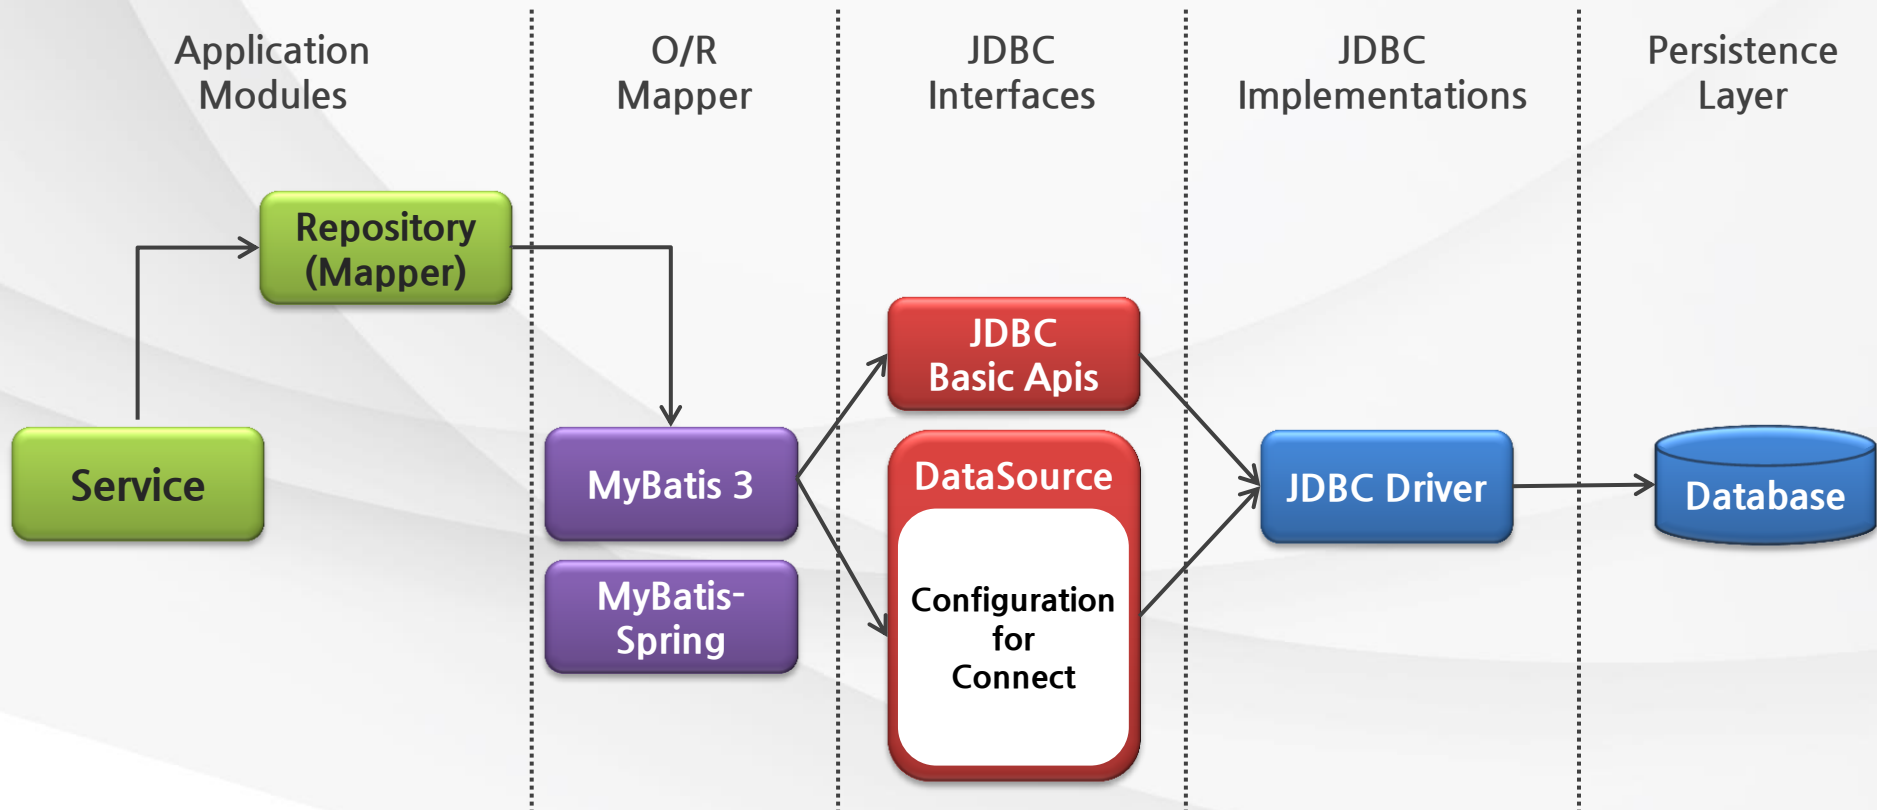 Application
Modules
O/R
Mapper
JDBC
Interfaces
JDBC
Implementations
Persistence
Layer
Repository
(Mapper)
Service
MyBatis 3
MyBatis-
Spring
JDBC
Basic Apis
DataSource
Configuration
for
Connect
JDBC Driver
Database